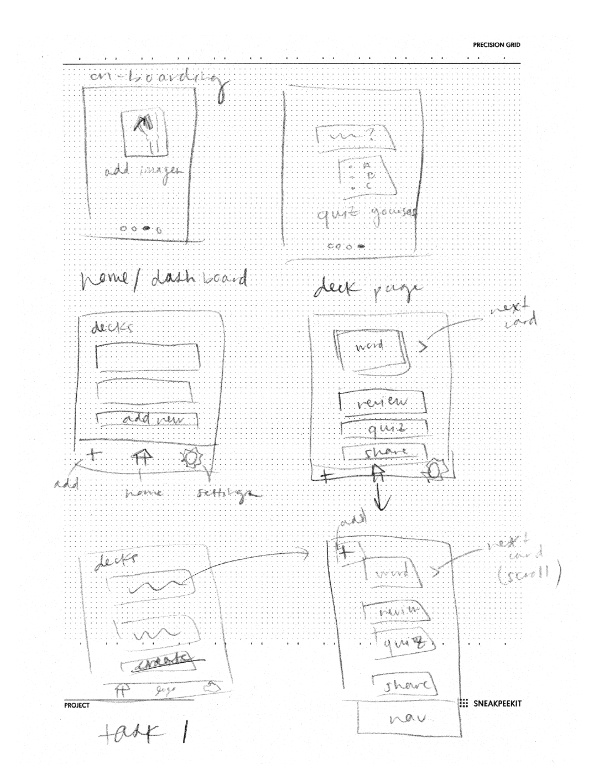 PRECISION GRID
on-boarding
add images
m?
A
B
C
quiz yourself
home/dashboard
decks
add new
add
home
settings
deck page
next card
word
review
quiz
share
decks
create
logo
add
next card (scroll)
word
review
quiz
share
nav
PROJECT
SNEAKPEEKIT
task 1